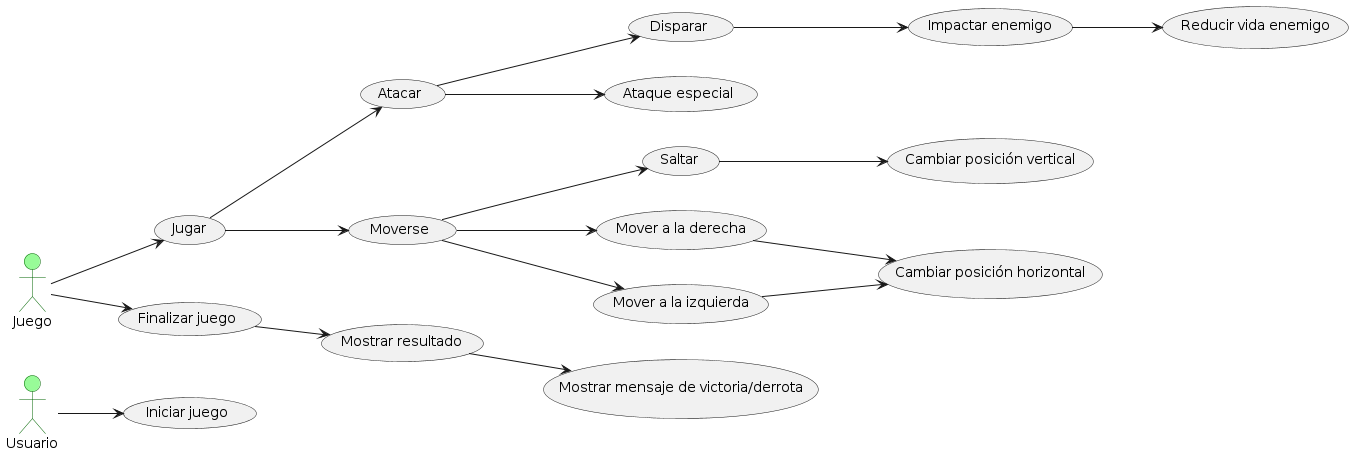 Disparar
Impactar enemigo
Reducir vida enemigo
Atacar
Ataque especial
Saltar
Cambiar posición vertical
Jugar
Moverse
Mover a la derecha
Cambiar posición horizontal
Mover a la izquierda
Juego
Finalizar juego
Mostrar resultado
Mostrar mensaje de victoria/derrota
Iniciar juego
Usuario